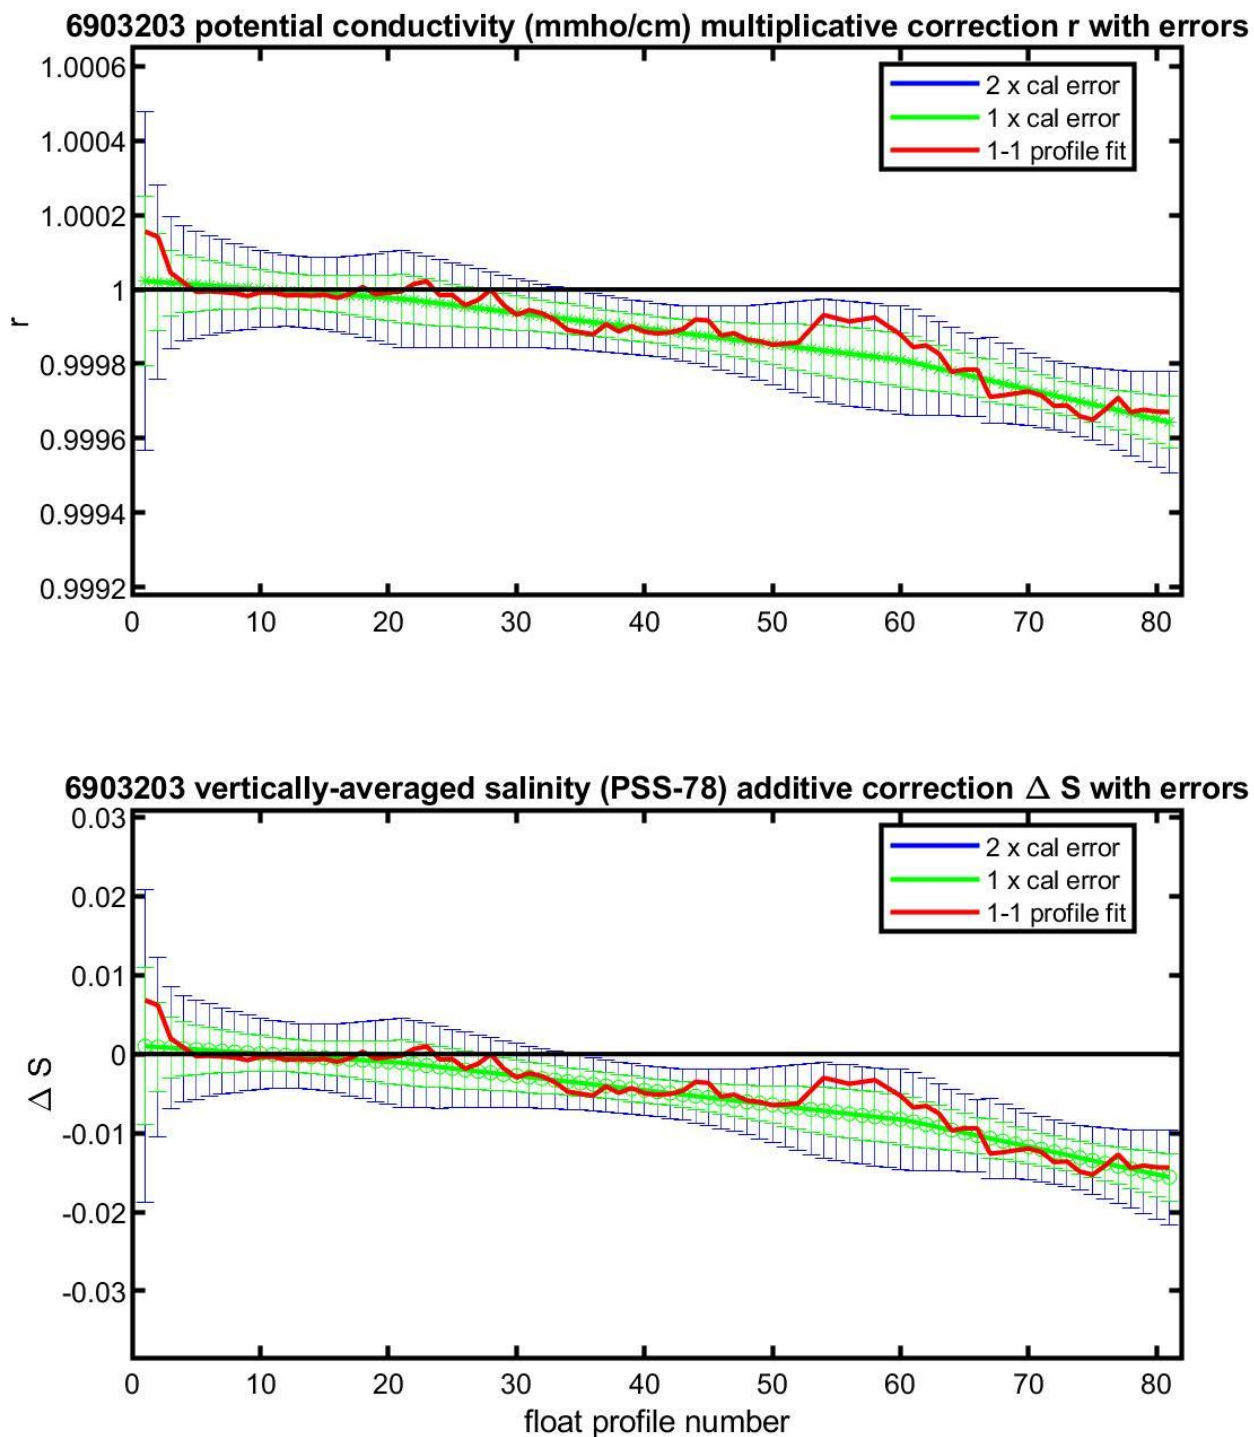 6903203 potential conductivity (mmho/cm) multiplicative correction r with errors
1.0006
1.0004
1.0002
1
0.9998
0.9996
0.9994
0.9992
r
2 x cal error
1 x cal error
1-1 profile fit
0 10 20 30 40 50 60 70 80
6903203 vertically-averaged salinity (PSS-78) additive correction Δ S with errors
0.03
0.02
0.01
0
-0.01
-0.02
-0.03
Δ S
2 x cal error
1 x cal error
1-1 profile fit
0 10 20 30 40 50 60 70 80
float profile number